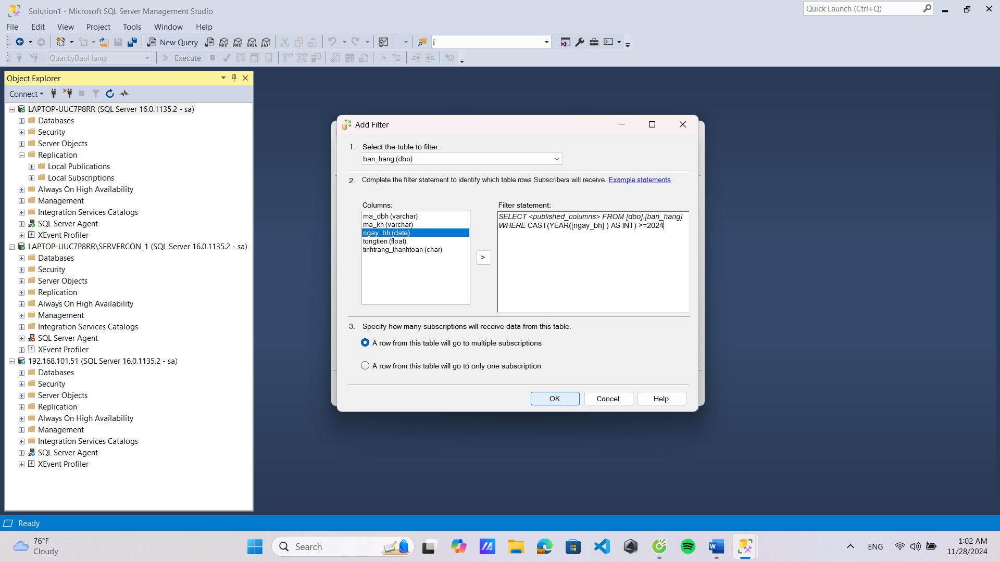 Solution1 - Microsoft SQL Server Management Studio
Quick Launch (Ctrl+Q)
File Edit View Project Tools Window Help
New Query MDX DMX XMLA DAX i
QuanLyBanHang Execute
Object Explorer
Connect
LAPTOP-UUC7P8RR (SQL Server 16.0.1135.2 - sa)
Databases
Security
Server Objects
Replication
Local Publications
Local Subscriptions
Always On High Availability
Management
Integration Services Catalogs
SQL Server Agent
XEvent Profiler
LAPTOP-UUC7P8RR\SERVERCON_1 (SQL Server 16.0.1135.2 - sa)
Databases
Security
Server Objects
Replication
Always On High Availability
Management
Integration Services Catalogs
SQL Server Agent
XEvent Profiler
192.168.101.51 (SQL Server 16.0.1135.2 - sa)
Databases
Security
Server Objects
Replication
Always On High Availability
Management
Integration Services Catalogs
SQL Server Agent
XEvent Profiler
Add Filter
1. Select the table to filter.
ban_hang (dbo)
2. Complete the filter statement to identify which table rows Subscribers will receive. Example statements
Columns:
ma_dbh (varchar)
ma_kh (varchar)
ngay_bh (date)
tongtien (float)
tinhtrang_thanhtoan (char)
>
Filter statement:
SELECT <published_columns> FROM [dbo].[ban_hang]
WHERE CAST(YEAR([ngay_bh] ) AS INT) >=2024
3. Specify how many subscriptions will receive data from this table.
A row from this table will go to multiple subscriptions
A row from this table will go to only one subscription
OK Cancel Help
Ready
76°F
Cloudy
Search
ENG
1:02 AM
11/28/2024